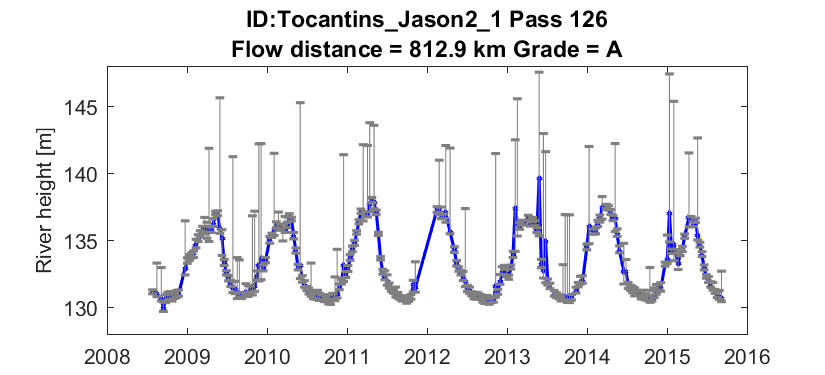 ID:Tocantins_Jason2_1 Pass 126
Flow distance = 812.9 km Grade = A
River height [m]
145
140
135
130
2008 2009 2010 2011 2012 2013 2014 2015 2016